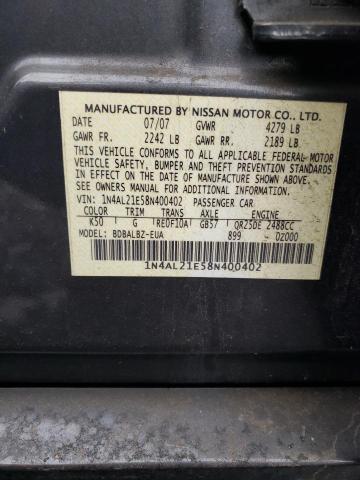 MANUFACTURED BY NISSAN MOTOR CO., LTD.
DATE 07/07 GVWR 4279 LB
GAWR FR. 2242 LB GAWR RR. 2189 LB
THIS VEHICLE CONFORMS TO ALL APPLICABLE FEDERAL MOTOR
VEHICLE SAFETY, BUMPER AND THEFT PREVENTION STANDARDS
IN EFFECT ON THE DATE OF MANUFACTURE SHOWN ABOVE.
SEE OWNERS MANUAL FOR ADDITIONAL INFORMATION.
VIN: 1N4AL21E58N400402 PASSENGER CAR
COLOR TRIM TRANS AXLE ENGINE
K50 G RE0F10A GB57 QR25DE 2488CC
MODEL: BDBALBZ-EUA 899 -DZ000
1N4AL21E58N400402